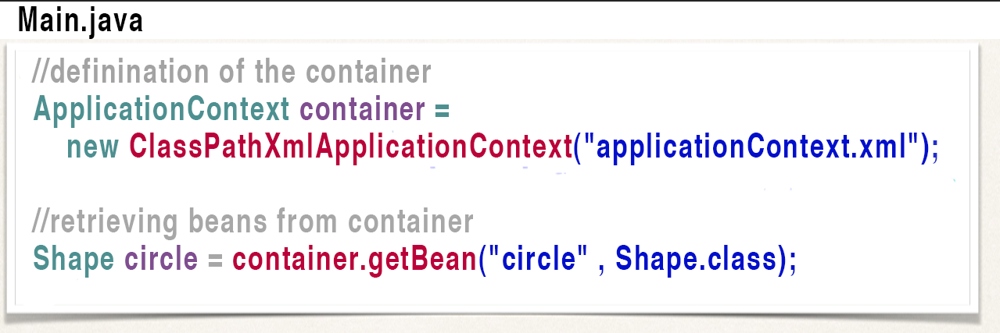 Main.java
//definination of the container
ApplicationContext container =
new ClassPathXmlApplicationContext("applicationContext.xml");
//retrieving beans from container
Shape circle = container.getBean("circle" , Shape.class);